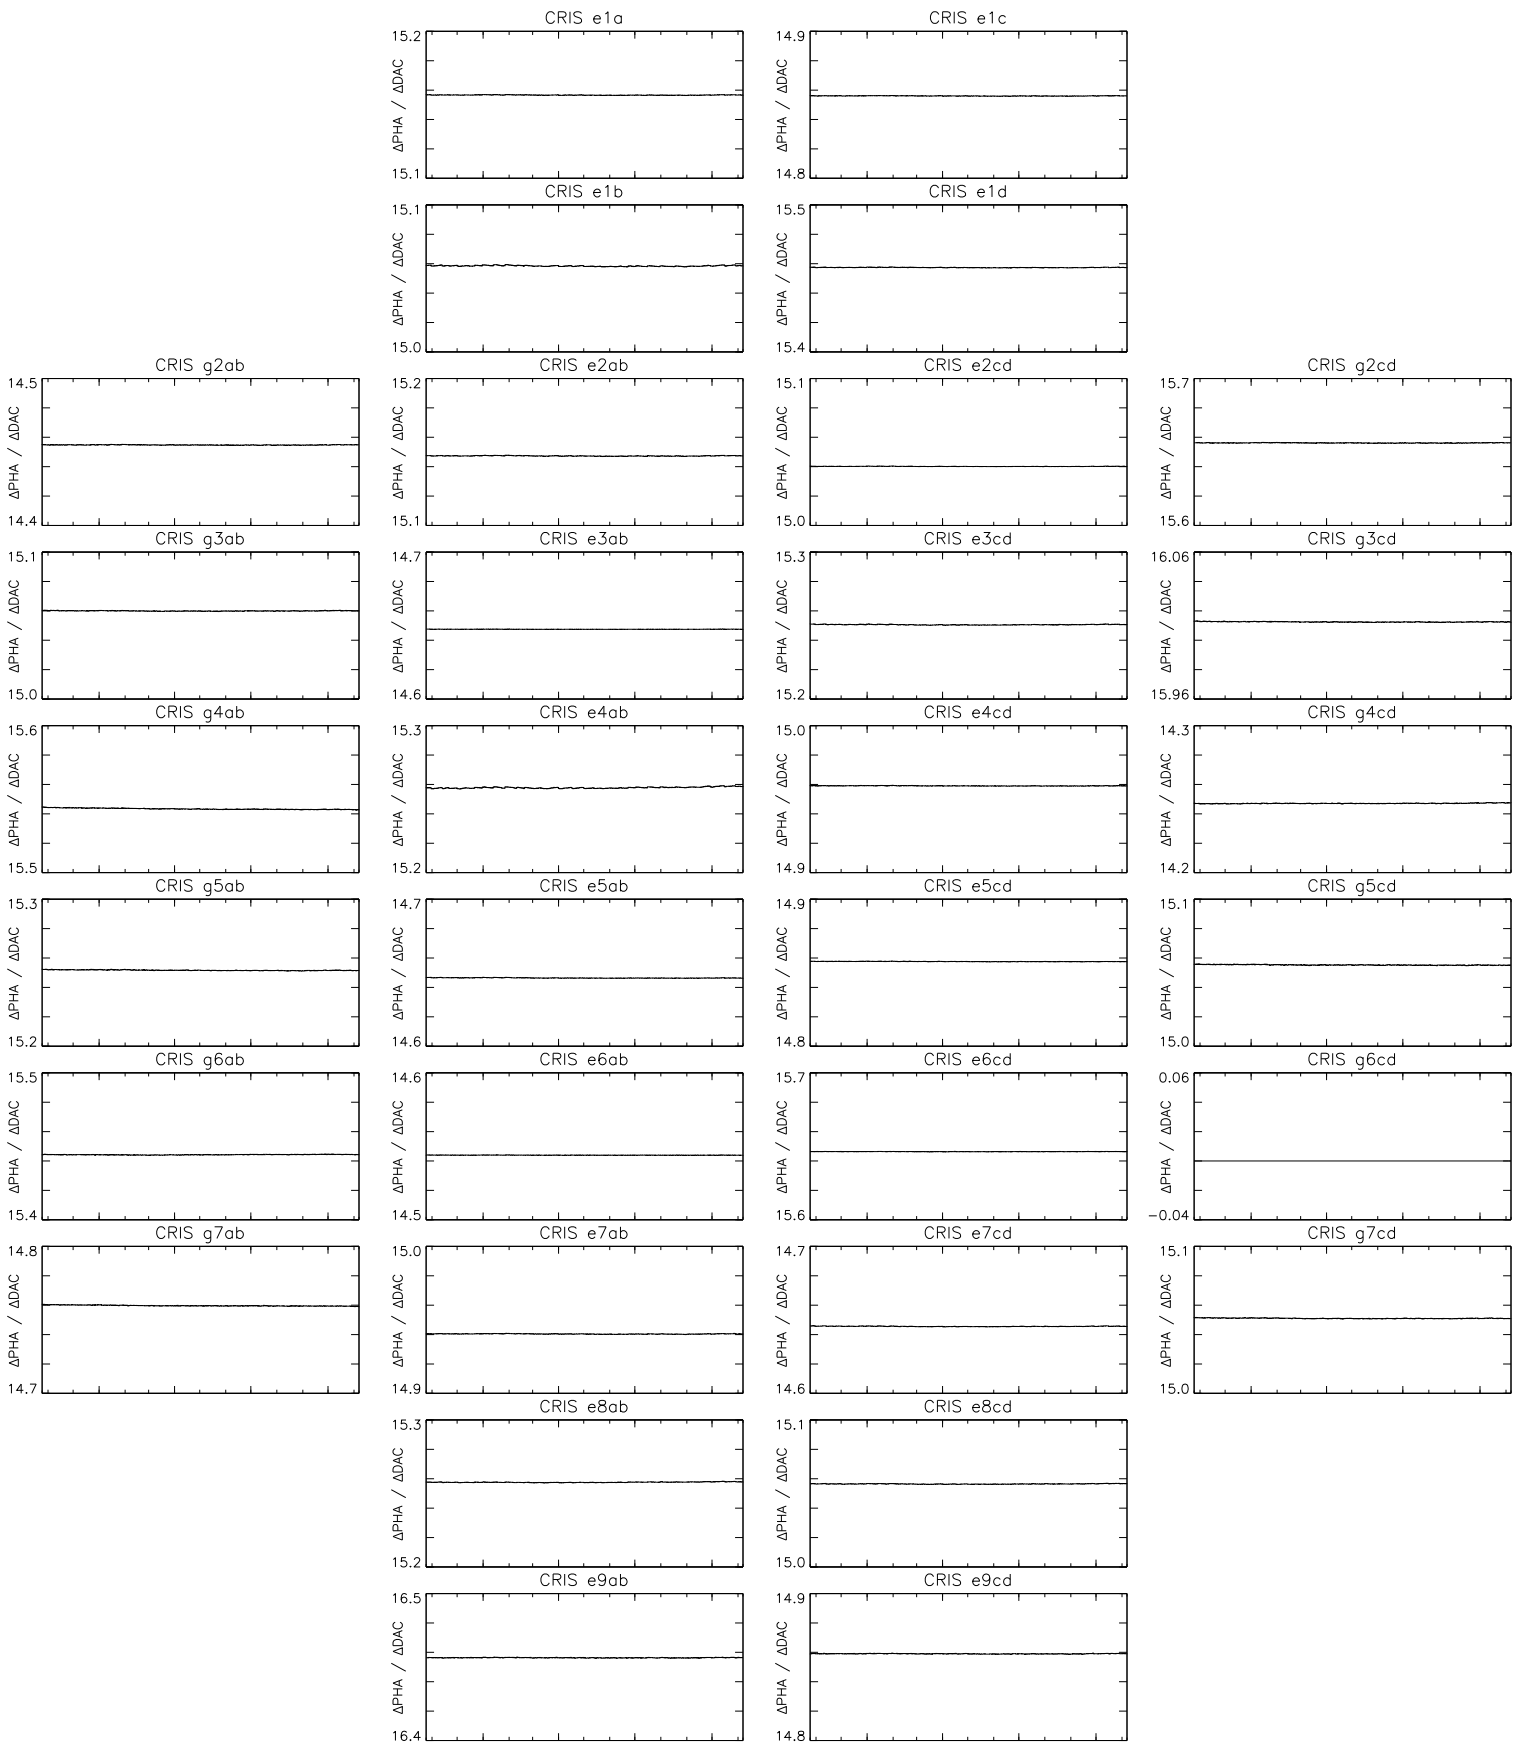 CRIS e1a CRIS e1c
15.2 14.9
ΔPHA / ΔDAC ΔPHA / ΔDAC
15.1 14.8
CRIS e1b CRIS e1d
15.1 15.5
ΔPHA / ΔDAC ΔPHA / ΔDAC
15.0 15.4
CRIS g2ab CRIS e2ab CRIS e2cd CRIS g2cd
14.5 15.2 15.1 15.7
ΔPHA / ΔDAC ΔPHA / ΔDAC ΔPHA / ΔDAC ΔPHA / ΔDAC
14.4 15.1 15.0 15.6
CRIS g3ab CRIS e3ab CRIS e3cd CRIS g3cd
15.1 14.7 15.3 16.06
ΔPHA / ΔDAC ΔPHA / ΔDAC ΔPHA / ΔDAC ΔPHA / ΔDAC
15.0 14.6 15.2 15.96
CRIS g4ab CRIS e4ab CRIS e4cd CRIS g4cd
15.6 15.3 15.0 14.3
ΔPHA / ΔDAC ΔPHA / ΔDAC ΔPHA / ΔDAC ΔPHA / ΔDAC
15.5 15.2 14.9 14.2
CRIS g5ab CRIS e5ab CRIS e5cd CRIS g5cd
15.3 14.7 14.9 15.1
ΔPHA / ΔDAC ΔPHA / ΔDAC ΔPHA / ΔDAC ΔPHA / ΔDAC
15.2 14.6 14.8 15.0
CRIS g6ab CRIS e6ab CRIS e6cd CRIS g6cd
15.5 14.6 15.7 0.06
ΔPHA / ΔDAC ΔPHA / ΔDAC ΔPHA / ΔDAC ΔPHA / ΔDAC
15.4 14.5 15.6 −0.04
CRIS g7ab CRIS e7ab CRIS e7cd CRIS g7cd
14.8 15.0 14.7 15.1
ΔPHA / ΔDAC ΔPHA / ΔDAC ΔPHA / ΔDAC ΔPHA / ΔDAC
14.7 14.9 14.6 15.0
CRIS e8ab CRIS e8cd
15.3 15.1
ΔPHA / ΔDAC ΔPHA / ΔDAC
15.2 15.0
CRIS e9ab CRIS e9cd
16.5 14.9
ΔPHA / ΔDAC ΔPHA / ΔDAC
16.4 14.8